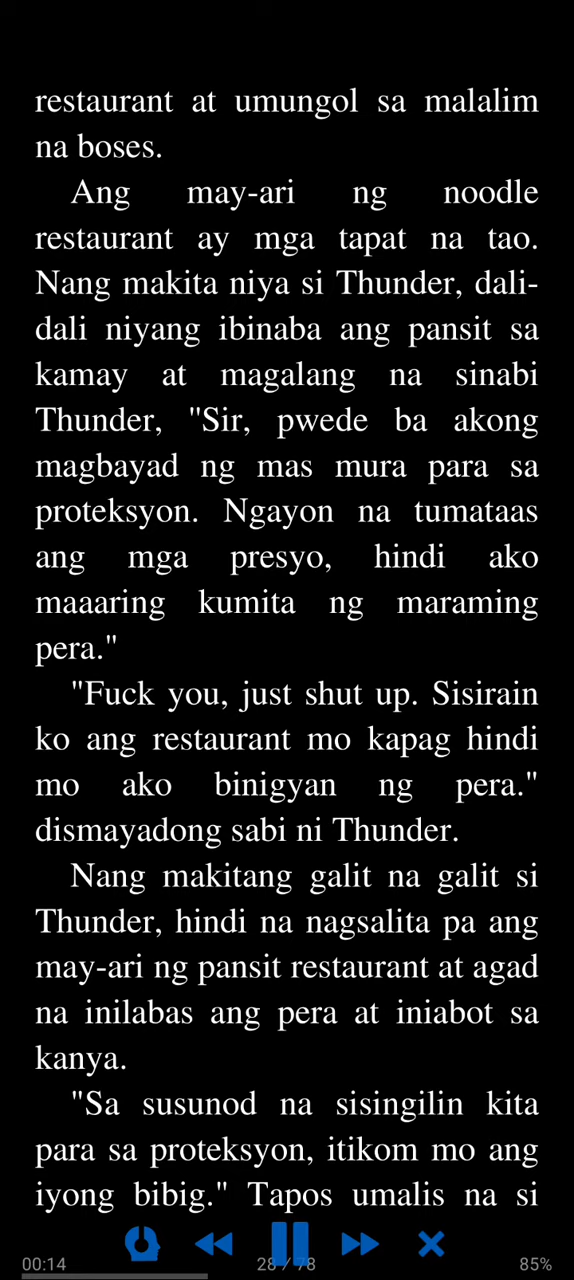 restaurant at umungol sa malalim
na boses.
Ang may-ari ng noodle
restaurant ay mga tapat na tao.
Nang makita niya si Thunder, dali-
dali niyang ibinaba ang pansit sa
kamay at magalang na sinabi
Thunder, "Sir, pwede ba akong
magbayad ng mas mura para sa
proteksyon. Ngayon na tumataas
ang mga presyo, hindi ako
maaaring kumita ng maraming
pera."
"Fuck you, just shut up. Sisirain
ko ang restaurant mo kapag hindi
mo ako binigyan ng pera."
dismayadong sabi ni Thunder.
Nang makitang galit na galit si
Thunder, hindi na nagsalita pa ang
may-ari ng pansit restaurant at agad
na inilabas ang pera at iniabot sa
kanya.
"Sa susunod na sisingilin kita
para sa proteksyon, itikom mo ang
iyong bibig." Tapos umalis na si
00:14 28 / 78 85%